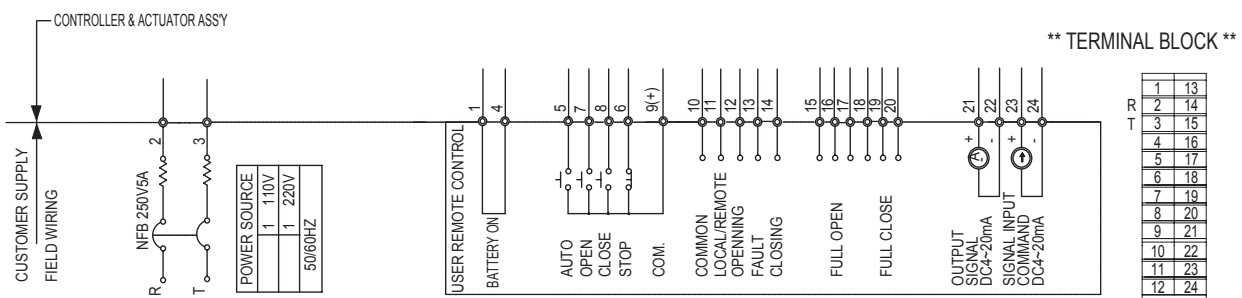 CONTROLLER & ACTUATOR ASS'Y
** TERMINAL BLOCK **
CUSTOMER SUPPLY
FIELD WIRING
2
3
NFB 250V5A
R
T
POWER SOURCE
1 110V
1 220V
50/60HZ
USER REMOTE CONTROL
1
4
BATTERY ON
5
7
8
6
9(+)
AUTO
OPEN
CLOSE
STOP
COM.
10
11
12
13
14
COMMON
LOCAL/REMOTE
OPENNING
FAULT
CLOSING
15
16
17
18
19
20
FULL OPEN
FULL CLOSE
21
22
23
24
+
-
+
-
A
OUTPUT
SIGNAL
DC4~20mA
SIGNAL INPUT
COMMAND
DC4~20mA
1 13
R 2 14
T 3 15
4 16
5 17
6 18
7 19
8 20
9 21
10 22
11 23
12 24